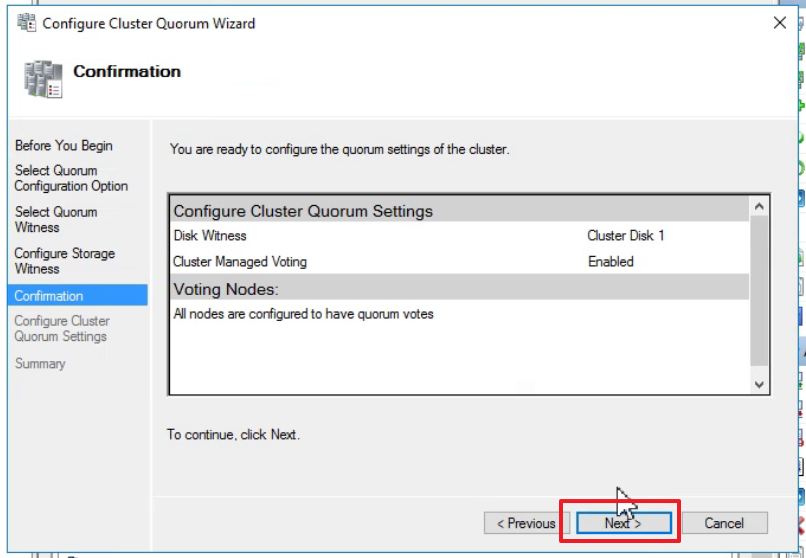 Configure Cluster Quorum Wizard
Confirmation
Before You Begin
Select Quorum
Configuration Option
Select Quorum
Witness
Configure Storage
Witness
Confirmation
Configure Cluster
Quorum Settings
Summary
You are ready to configure the quorum settings of the cluster.
Configure Cluster Quorum Settings
Disk Witness Cluster Disk 1
Cluster Managed Voting Enabled
Voting Nodes:
All nodes are configured to have quorum votes
To continue, click Next.
< Previous Next > Cancel